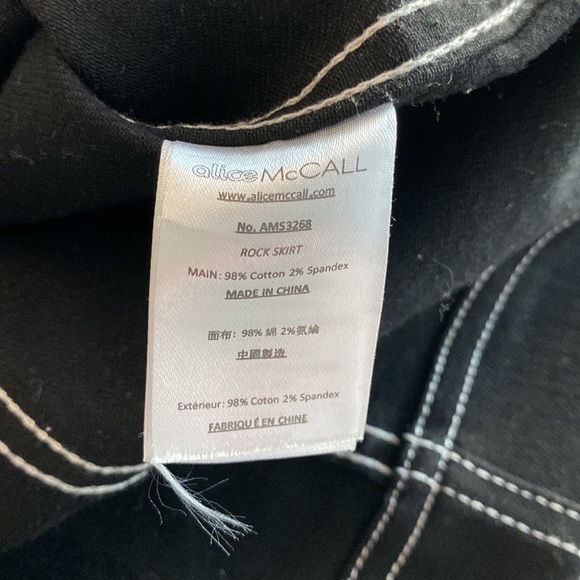 alice McCALL
www.alicemccall.com
No. AMS3268
ROCK SKIRT
MAIN: 98% Cotton 2% Spandex
MADE IN CHINA
面布: 98% 綿 2%氨綸
中國製造
Extérieur: 98% Coton 2% Spandex
FABRIQUÉ EN CHINE